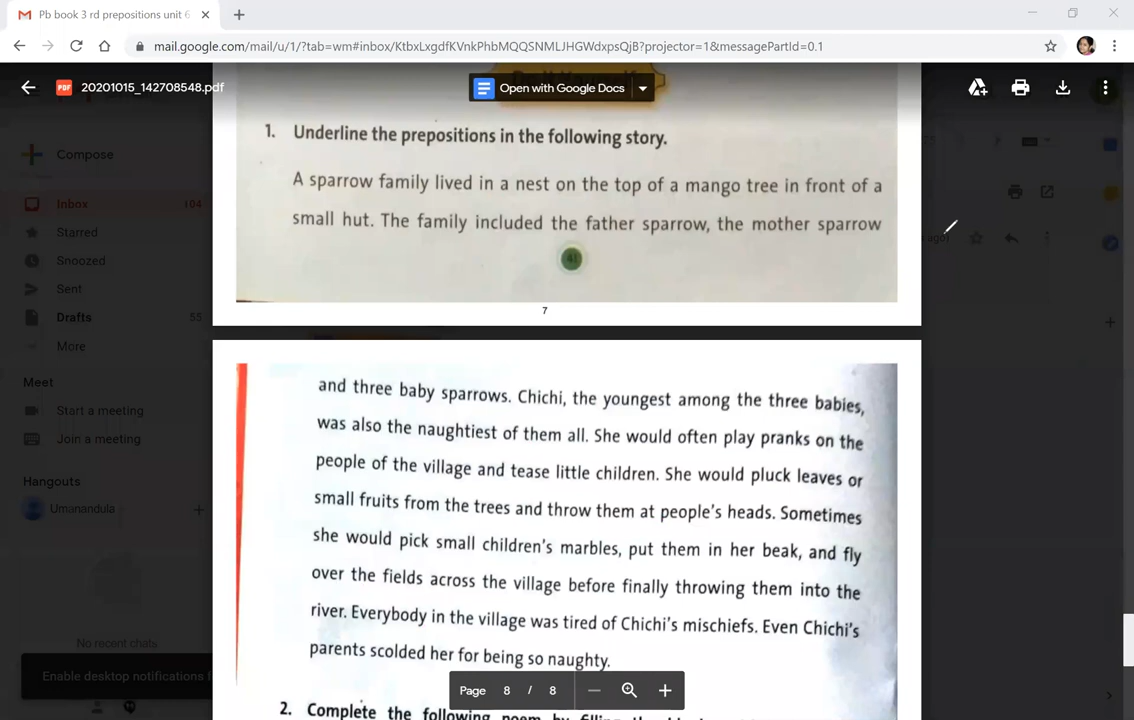 Pb book 3 rd prepositions unit 6
mail.google.com/mail/u/1/?tab=wm#inbox/KtbxLxgdfKVnkPhbMQQSNMLJHGWdxpsQjB?projector=1&messagePartId=0.1
PDF 20201015_142708548.pdf
Open with Google Docs
Compose
Inbox 104
Starred
Snoozed
Sent
Drafts 55
More
Meet
Start a meeting
Join a meeting
Hangouts
Umanandula
No recent chats
Enable desktop notifications f
ago)
1. Underline the prepositions in the following story.
A sparrow family lived in a nest on the top of a mango tree in front of a
small hut. The family included the father sparrow, the mother sparrow
41
7
and three baby sparrows. Chichi, the youngest among the three babies,
was also the naughtiest of them all. She would often play pranks on the
people of the village and tease little children. She would pluck leaves or
small fruits from the trees and throw them at people's heads. Sometimes
she would pick small children's marbles, put them in her beak, and fly
over the fields across the village before finally throwing them into the
river. Everybody in the village was tired of Chichi's mischiefs. Even Chichi's
parents scolded her for being so naughty.
2. Complete the following poem by filling the
Page 8 / 8